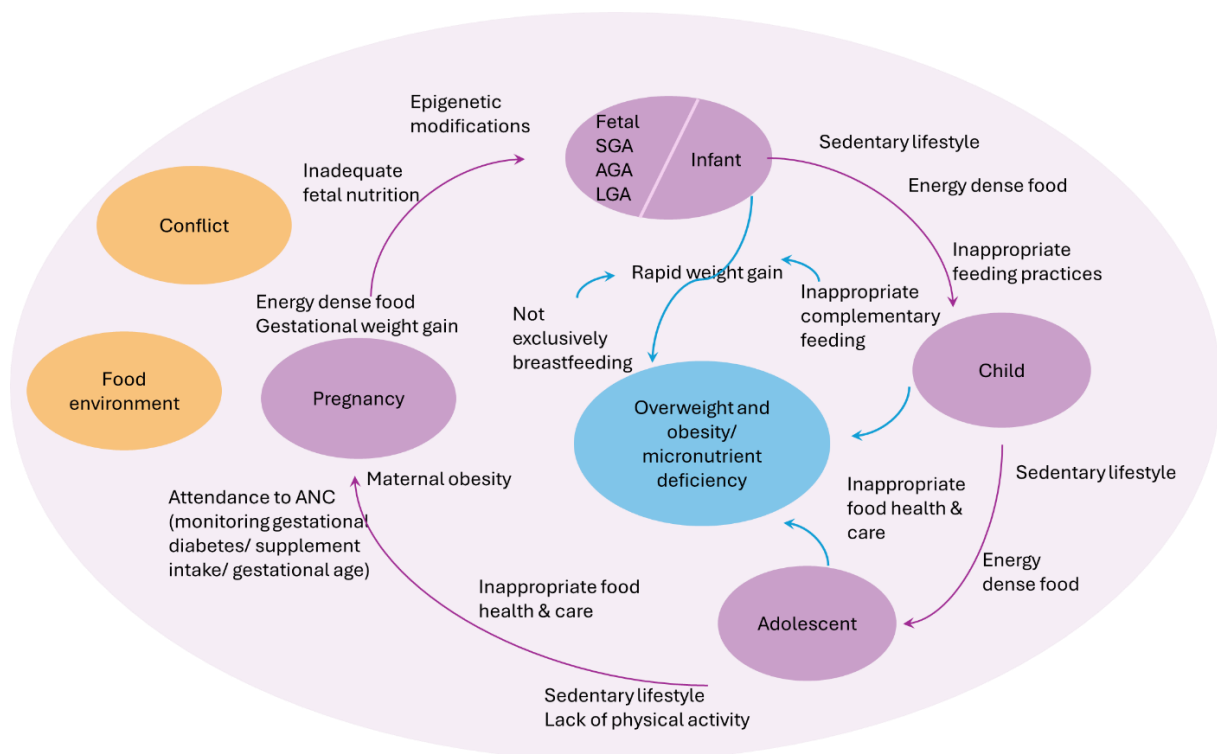 Epigenetic
modifications
Fetal
SGA
AGA
LGA
Infant
Sedentary lifestyle
Energy dense food
Inappropriate
feeding practices
Inadequate
fetal nutrition
Conflict
Rapid weight gain
Not
exclusively
breastfeeding
Inappropriate
complementary
feeding
Energy dense food
Gestational weight gain
Food
environment
Pregnancy
Overweight and
obesity/
micronutrient
deficiency
Child
Maternal obesity
Attendance to ANC
(monitoring gestational
diabetes/ supplement
intake/ gestational age)
Inappropriate
food health &
care
Sedentary lifestyle
Energy
dense food
Inappropriate food
health & care
Adolescent
Sedentary lifestyle
Lack of physical activity